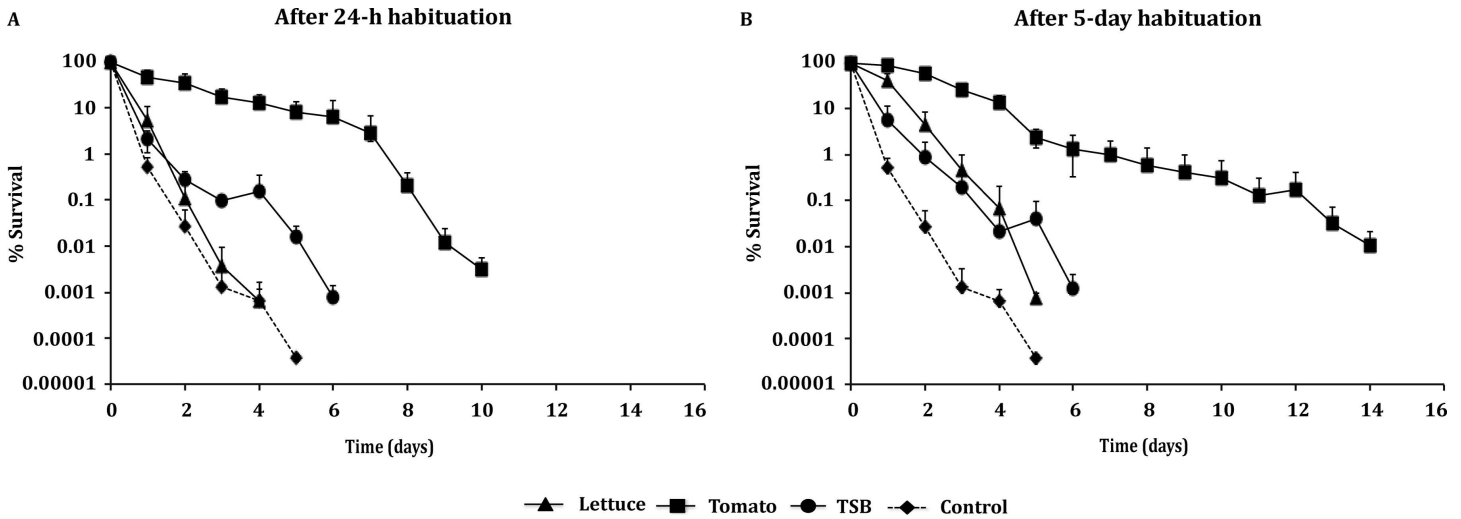 A
After 24-h habituation
% Survival
100
10
1
0.1
0.01
0.001
0.0001
0.00001
0 2 4 6 8 10 12 14 16
Time (days)
B
After 5-day habituation
% Survival
100
10
1
0.1
0.01
0.001
0.0001
0.00001
0 2 4 6 8 10 12 14 16
Time (days)
Lettuce Tomato TSB Control